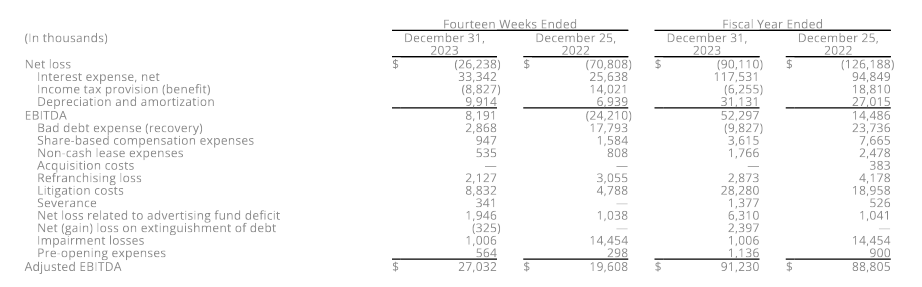 Fourteen Weeks Ended Fiscal Year Ended
(In thousands) December 31, December 25, December 31, December 25,
2023 2022 2023 2022
Net loss $ (26,238) $ (70,808) $ (90,110) $ (126,188)
Interest expense, net 33,342 25,638 117,531 94,849
Income tax provision (benefit) (8,827) 14,021 (6,255) 18,810
Depreciation and amortization 9,914 6,939 31,131 27,015
EBITDA 8,191 (24,210) 52,297 14,486
Bad debt expense (recovery) 2,868 17,793 (9,827) 23,736
Share-based compensation expenses 947 1,584 3,615 7,665
Non-cash lease expenses 535 808 1,766 2,478
Acquisition costs — — — 383
Refranchising loss 2,127 3,055 2,873 4,178
Litigation costs 8,832 4,788 28,280 18,958
Severance 341 — 1,377 526
Net loss related to advertising fund deficit 1,946 1,038 6,310 1,041
Net (gain) loss on extinguishment of debt (325) — 2,397 —
Impairment losses 1,006 14,454 1,006 14,454
Pre-opening expenses 564 298 1,136 900
Adjusted EBITDA $ 27,032 $ 19,608 $ 91,230 $ 88,805